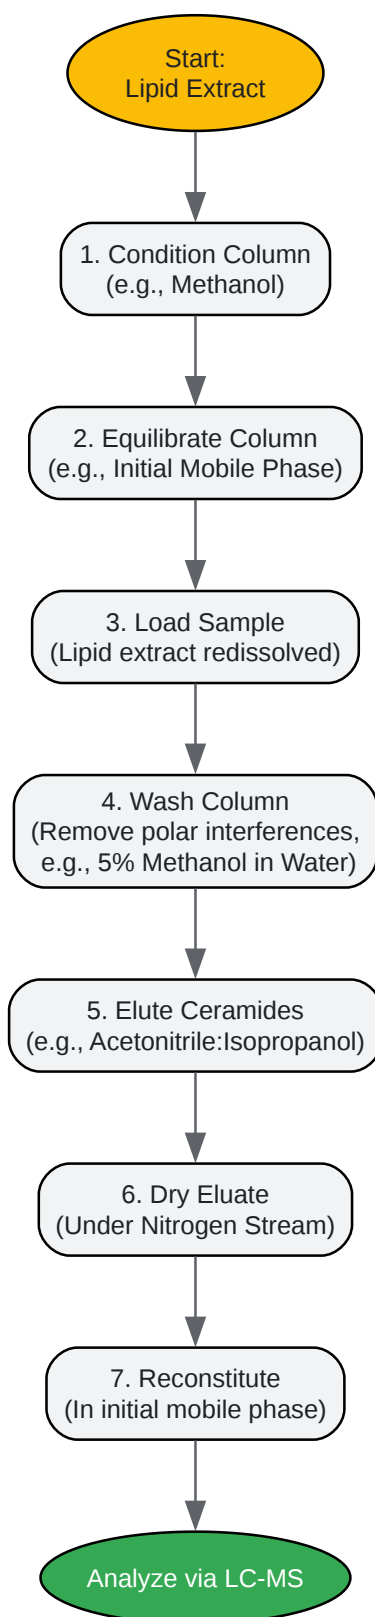 Start:
Lipid Extract
1. Condition Column
(e.g., Methanol)
2. Equilibrate Column
(e.g., Initial Mobile Phase)
3. Load Sample
(Lipid extract redissolved)
4. Wash Column
(Remove polar interferences,
e.g., 5% Methanol in Water)
5. Elute Ceramides
(e.g., Acetonitrile:Isopropanol)
6. Dry Eluate
(Under Nitrogen Stream)
7. Reconstitute
(In initial mobile phase)
Analyze via LC-MS